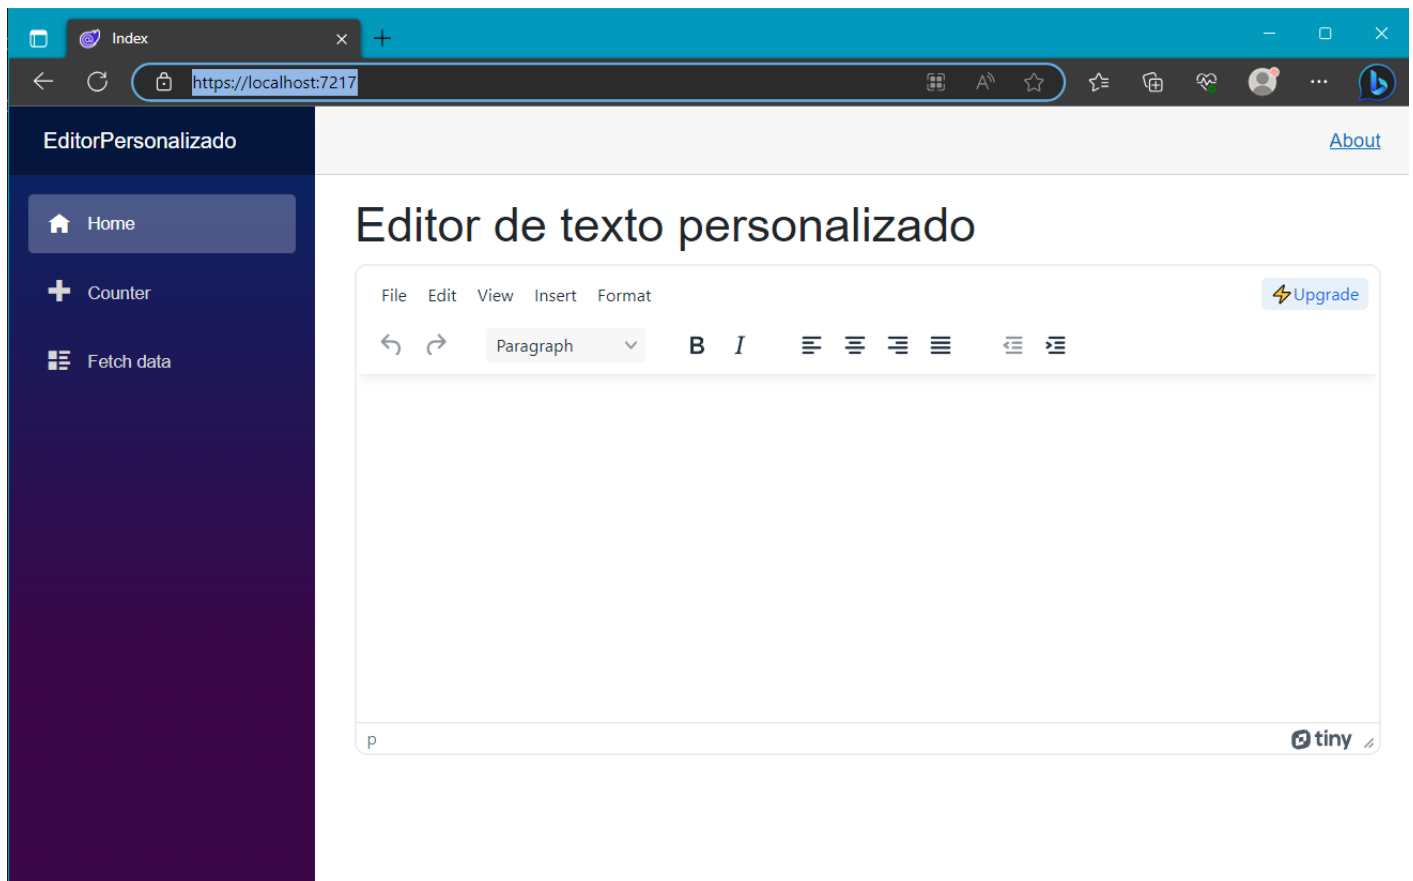 Index
https://localhost:7217
EditorPersonalizado
About
Home
Counter
Fetch data
Editor de texto personalizado
File Edit View Insert Format
⚡Upgrade
Paragraph
B I
p
tiny